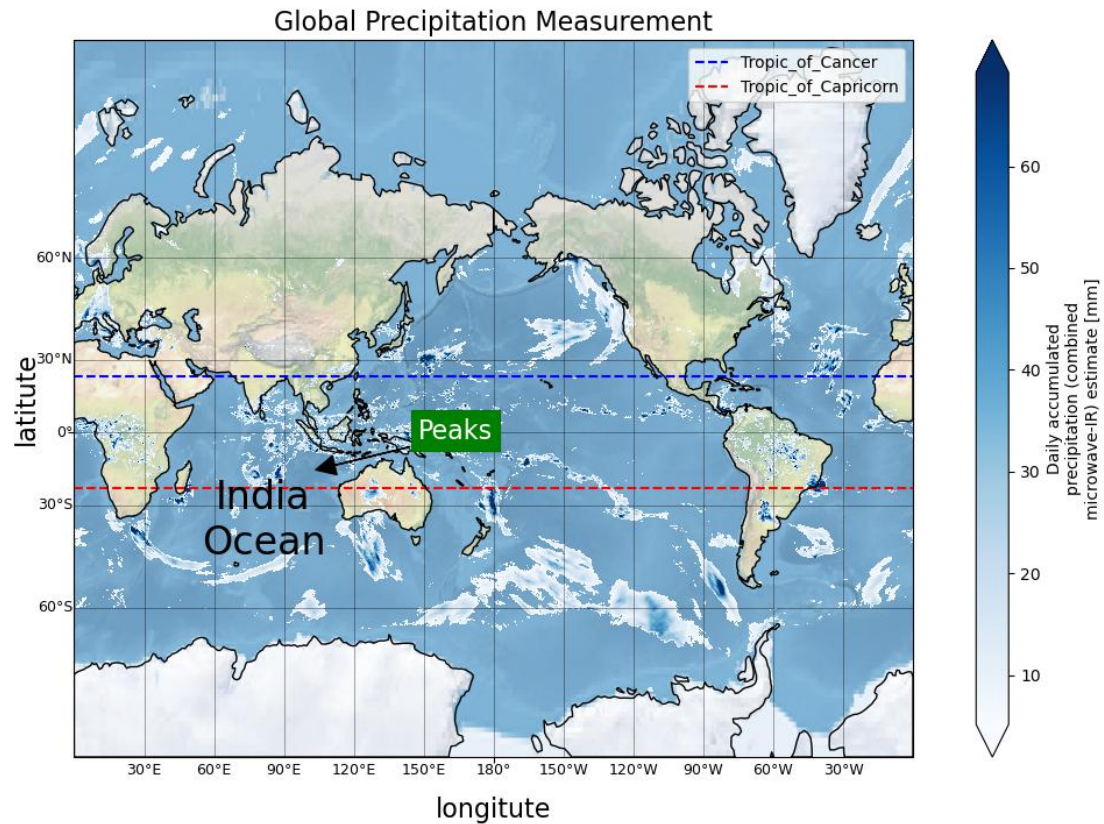 Global Precipitation Measurement
Tropic_of_Cancer
Tropic_of_Capricorn
60°N
30°N
0°
30°S
60°S
latitute
Peaks
India
Ocean
30°E
60°E
90°E
120°E
150°E
180°
150°W
120°W
90°W
60°W
30°W
longitute
60
50
40
30
20
10
Daily accumulated
precipitation (combined
microwave-IR) estimate [mm]